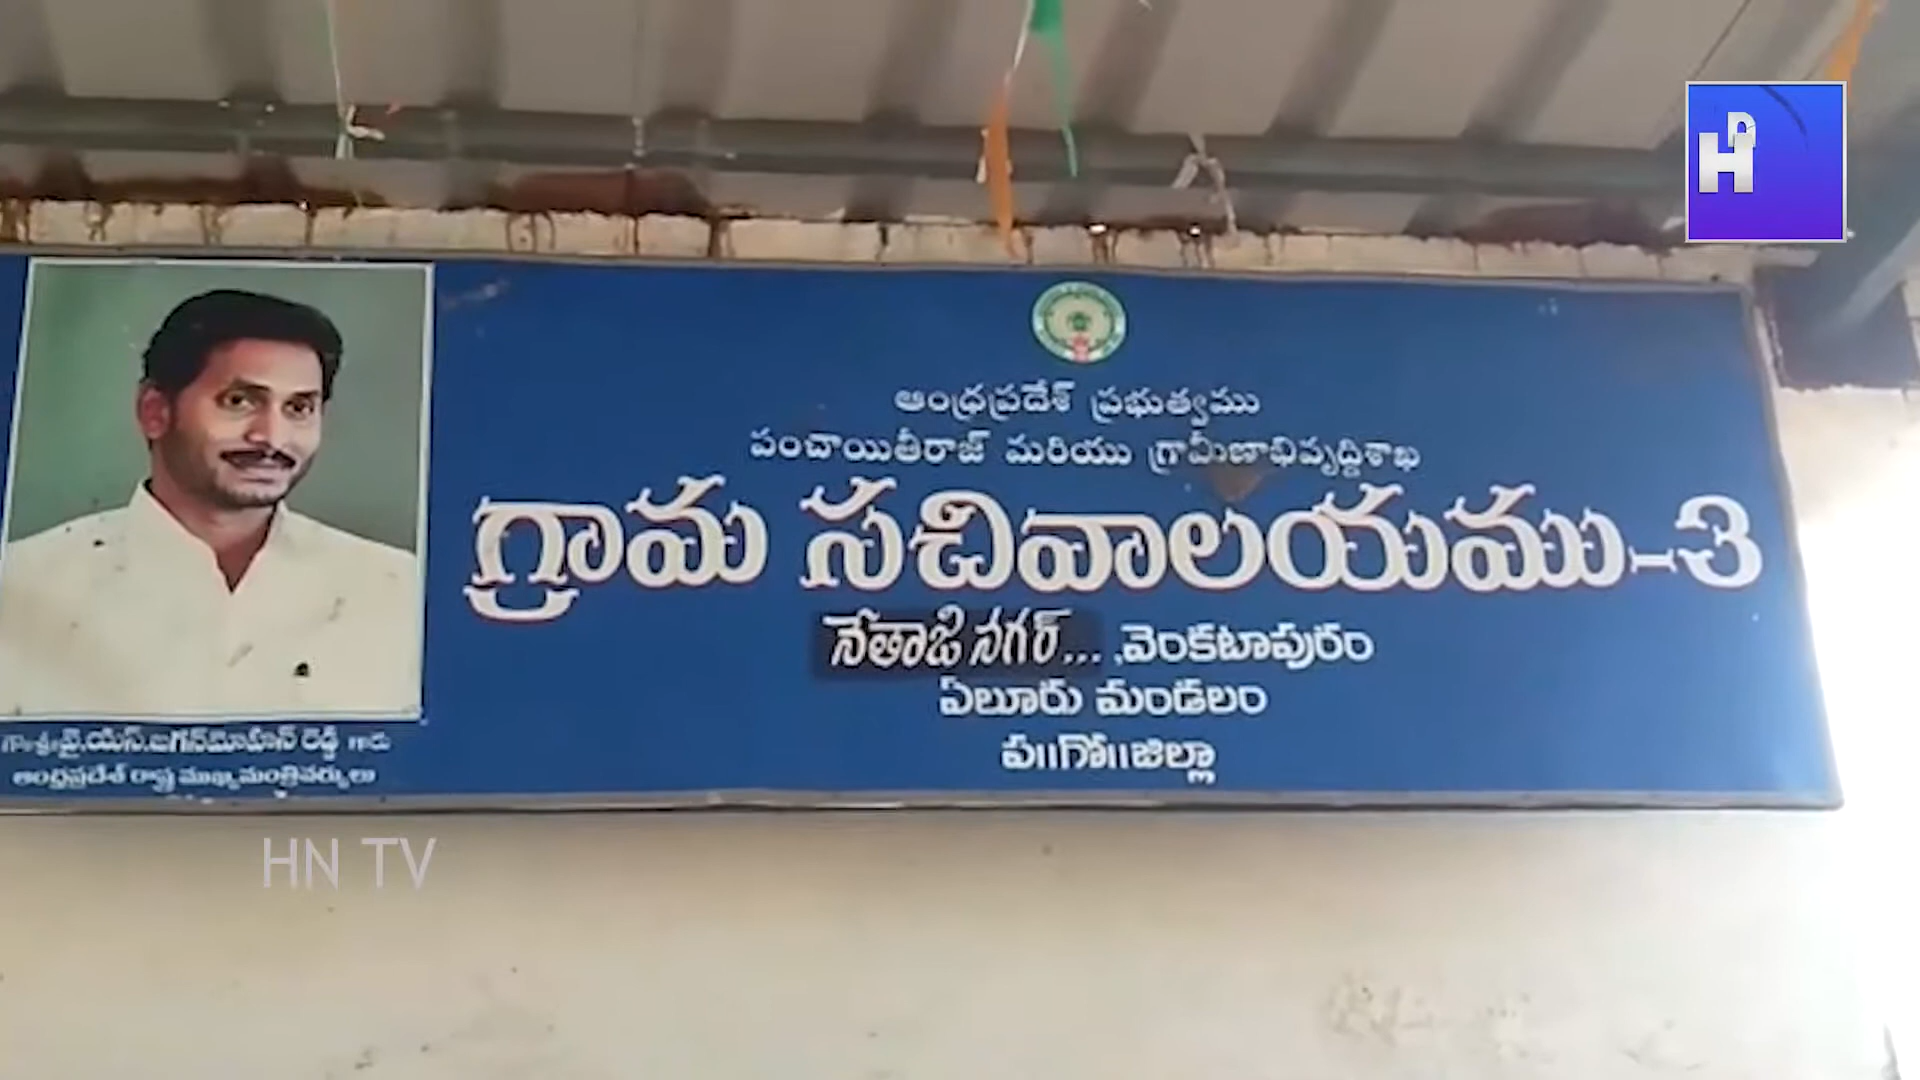 ఆంధ్రప్రదేశ్ ప్రభుత్వము
పంచాయితీరాజ్ మరియు గ్రామీణాభివృద్ధిశాఖ
గ్రామ సచివాలయము-3
నేతాజి నగర్... ,వెంకటాపురం
ఏలూరు మండలం
ప॥గో॥జిల్లా
గౌ॥శ్రీ॥వై.యస్.జగన్‌మోహన్ రెడ్డి గారు
ఆంధ్రప్రదేశ్ రాష్ట్ర ముఖ్యమంత్రివర్యులు
HN TV
H